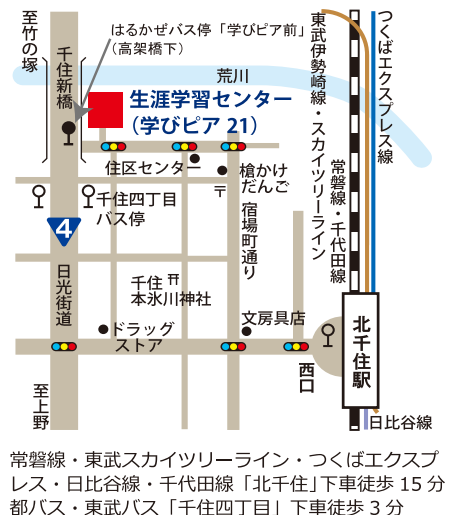 至竹の塚
千住新橋
はるかぜバス停「学びピア前」
（高架橋下）
荒川
東武伊勢崎線・スカイツリーライン
つくばエクスプレス線
常磐線・千代田線
生涯学習センター
（学びピア 21）
住区センター
槍かけ
だんご
〒
千住四丁目
バス停
宿場町通り
4
日光街道
千住
本氷川神社
ドラッグ
ストア
文房具店
西口
北千住駅
至上野
日比谷線
常磐線・東武スカイツリーライン・つくばエクスプ
レス・日比谷線・千代田線「北千住」下車徒歩 15 分
都バス・東武バス「千住四丁目」下車徒歩 3 分